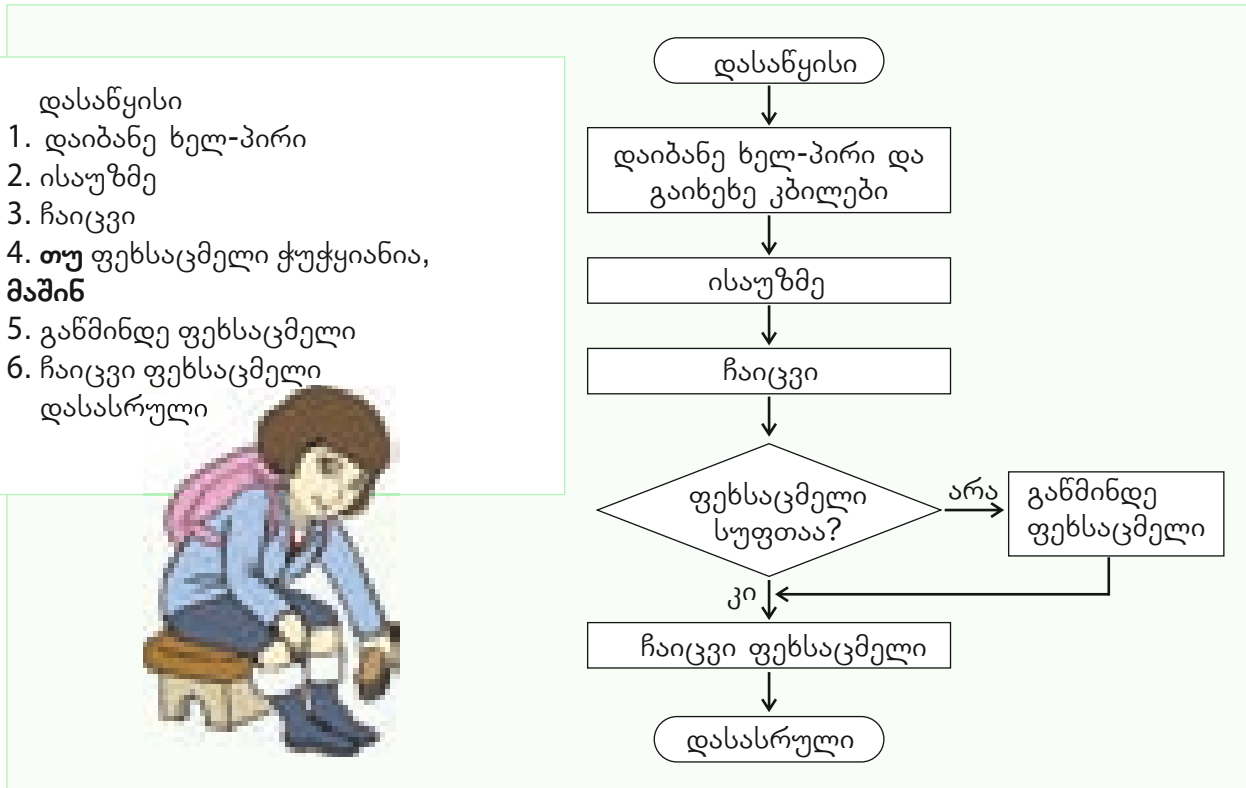 დასაწყისი
1. დაიბანე ხელ-პირი
2. ისაუზმე
3. ჩაიცვი
4. თუ ფეხსაცმელი ჭუჭყიანია,
მაშინ
5. გაწმინდე ფეხსაცმელი
6. ჩაიცვი ფეხსაცმელი
დასასრული
დასაწყისი
დაიბანე ხელ-პირი და
გაიხეხე კბილები
ისაუზმე
ჩაიცვი
ფეხსაცმელი
სუფთაა?
არა
გაწმინდე
ფეხსაცმელი
კი
ჩაიცვი ფეხსაცმელი
დასასრული